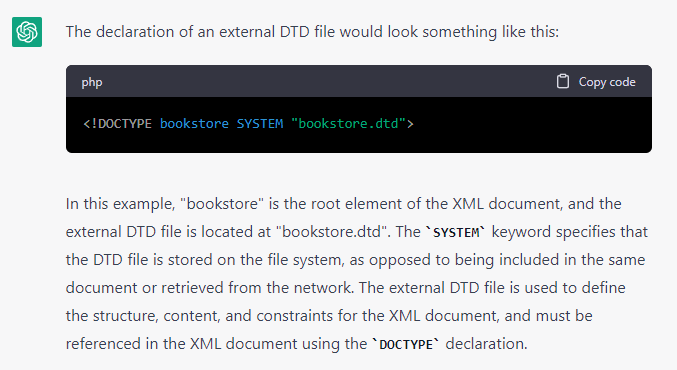 The declaration of an external DTD file would look something like this:
php
Copy code
<!DOCTYPE bookstore SYSTEM "bookstore.dtd">
In this example, "bookstore" is the root element of the XML document, and the
external DTD file is located at "bookstore.dtd". The `SYSTEM` keyword specifies that
the DTD file is stored on the file system, as opposed to being included in the same
document or retrieved from the network. The external DTD file is used to define
the structure, content, and constraints for the XML document, and must be
referenced in the XML document using the `DOCTYPE` declaration.